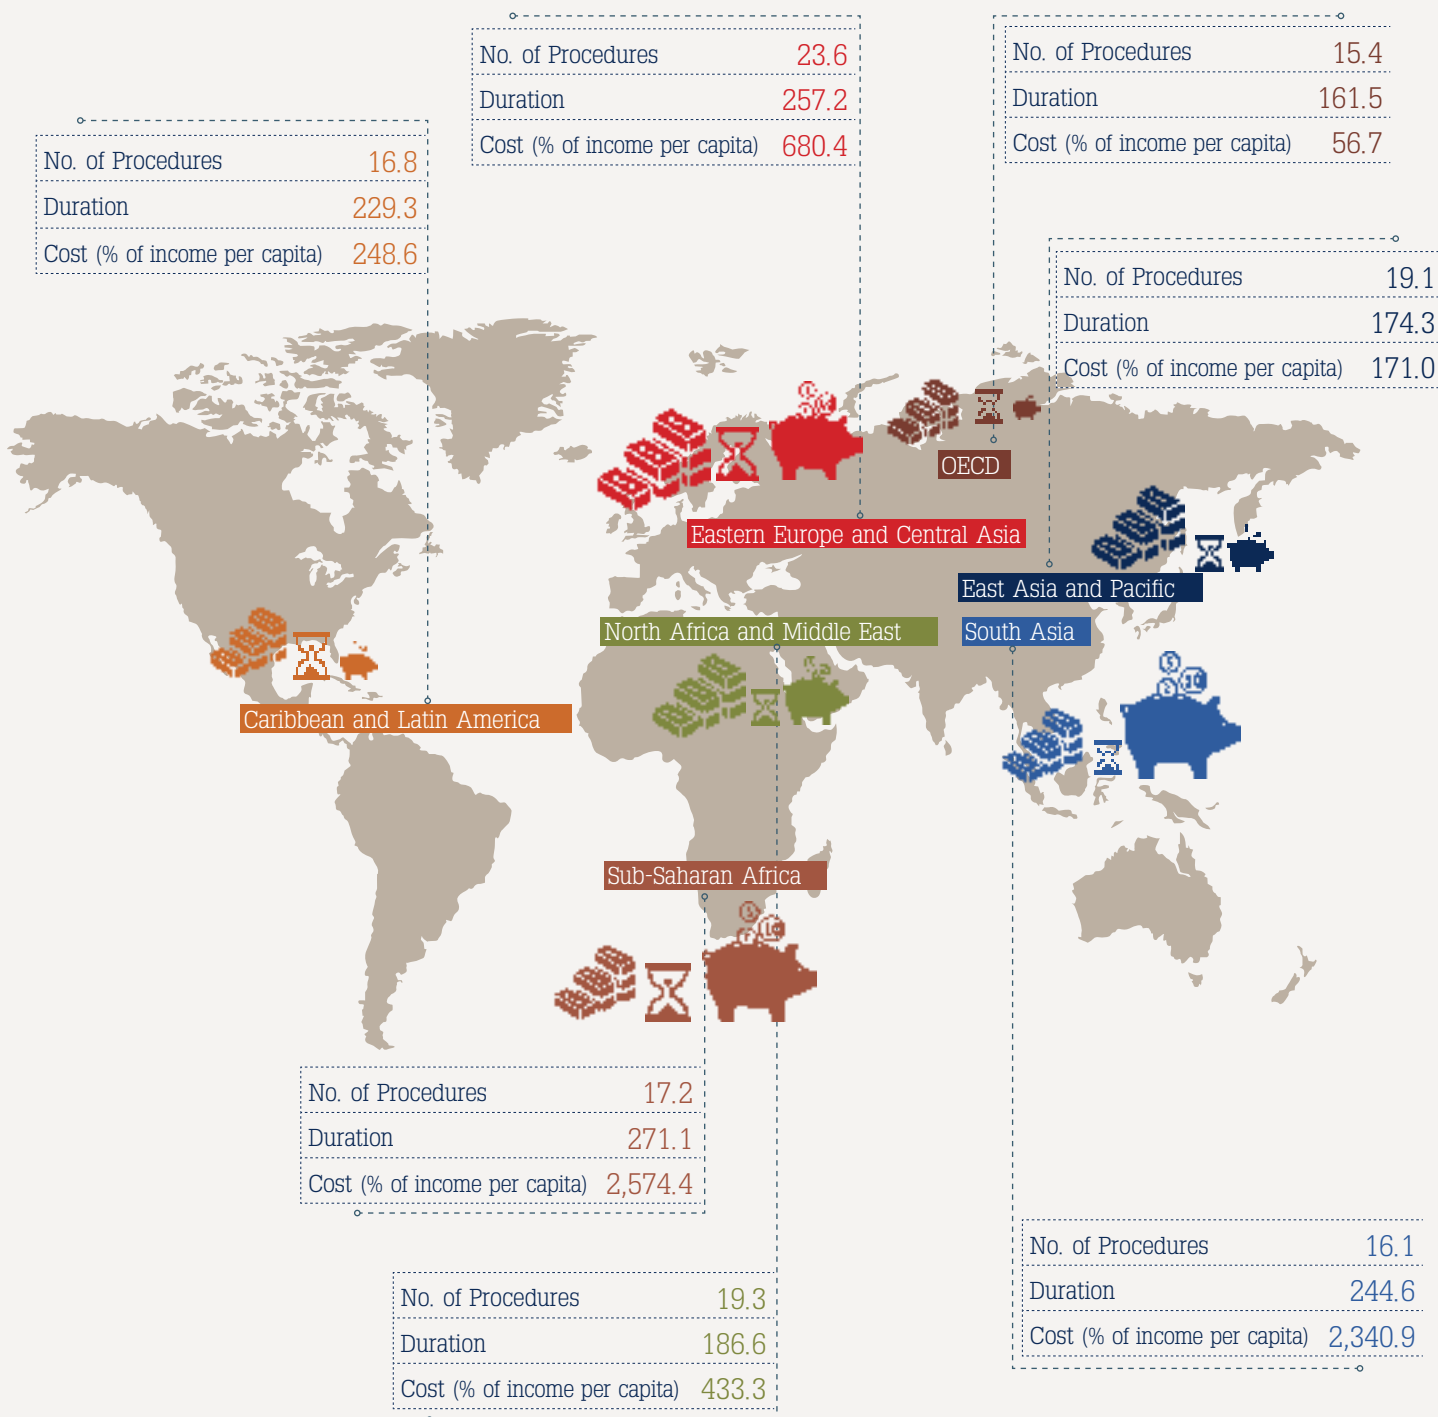 No. of Procedures 23.6
Duration 257.2
Cost (% of income per capita) 680.4
No. of Procedures 15.4
Duration 161.5
Cost (% of income per capita) 56.7
No. of Procedures 16.8
Duration 229.3
Cost (% of income per capita) 248.6
No. of Procedures 19.1
Duration 174.3
Cost (% of income per capita) 171.0
OECD
Eastern Europe and Central Asia
East Asia and Pacific
North Africa and Middle East
South Asia
Caribbean and Latin America
Sub-Saharan Africa
No. of Procedures 17.2
Duration 271.1
Cost (% of income per capita) 2,574.4
No. of Procedures 16.1
Duration 244.6
Cost (% of income per capita) 2,340.9
No. of Procedures 19.3
Duration 186.6
Cost (% of income per capita) 433.3